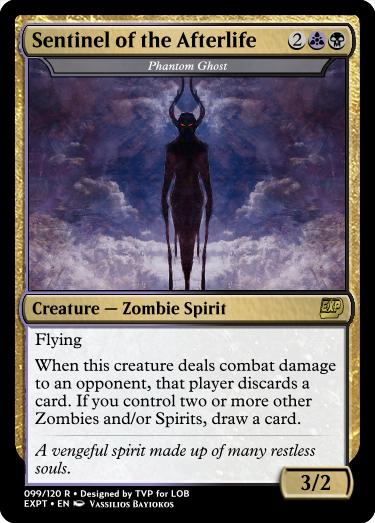 Sentinel of the Afterlife 2
Phantom Ghost
Creature — Zombie Spirit EXP
Flying
When this creature deals combat damage
to an opponent, that player discards a
card. If you control two or more other
Zombies and/or Spirits, draw a card.
A vengeful spirit made up of many restless
souls.
3/2
099/120 R • Designed by TVP for LOB
EXPT • EN Vassilios Bayiokos